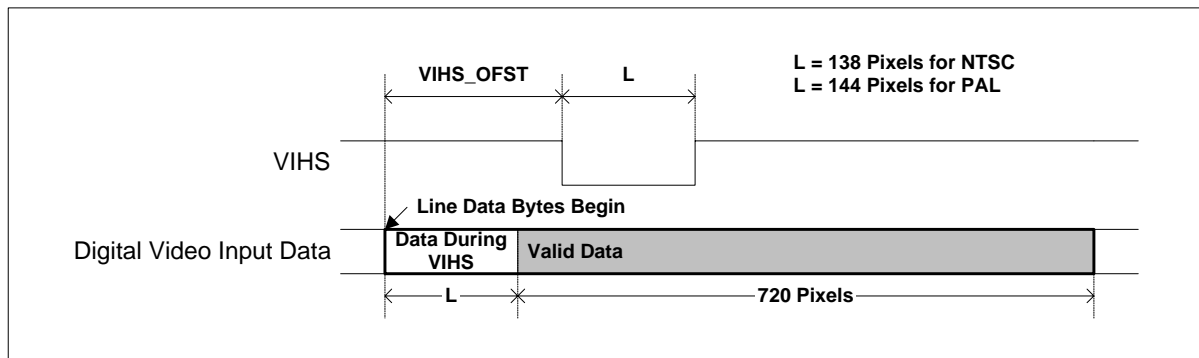 L = 138 Pixels for NTSC
L = 144 Pixels for PAL
VIHS_OFST
L
VIHS
Line Data Bytes Begin
Digital Video Input Data
Data During
VIHS
Valid Data
L
720 Pixels